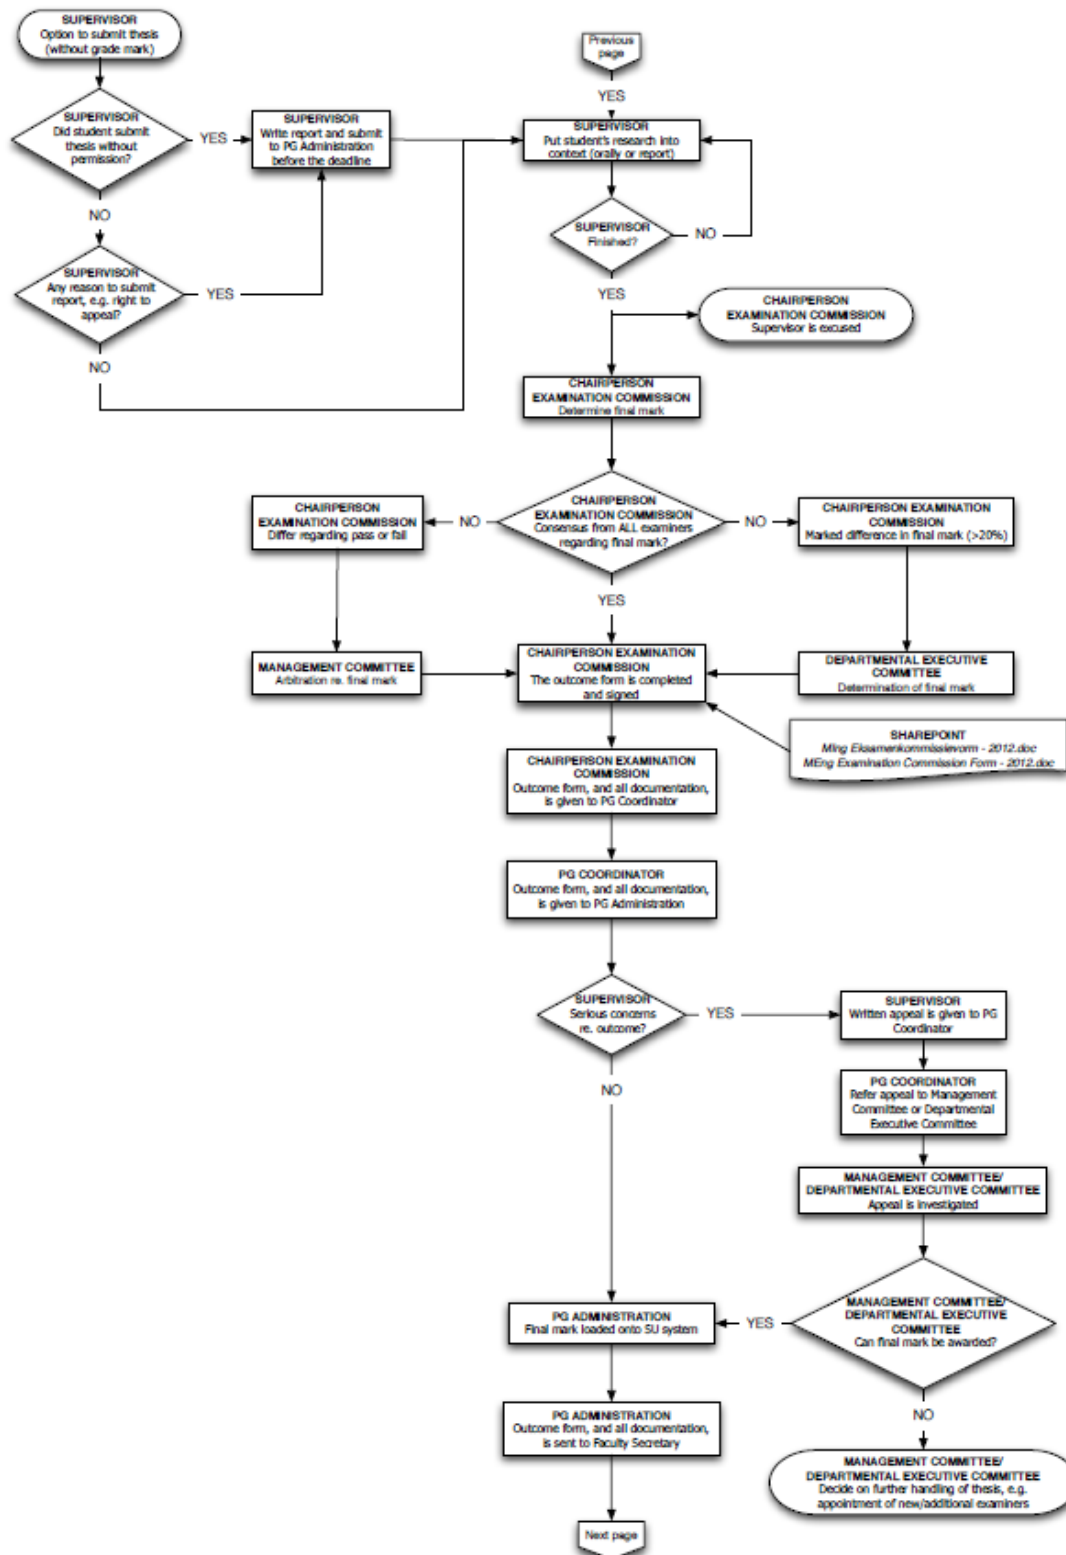 SUPERVISOR
Option to submit thesis
(without grade mark)
Previous
page
YES
SUPERVISOR
Did student submit
thesis without
permission?
YES
SUPERVISOR
Write report and submit
to PG Administration
before the deadline
SUPERVISOR
Put student's research into
context (orally or report)
NO
SUPERVISOR
Finished?
NO
SUPERVISOR
Any reason to submit
report, e.g. right to
appeal?
YES
YES
CHAIRPERSON
EXAMINATION COMMISSION
Supervisor is excused
NO
CHAIRPERSON
EXAMINATION COMMISSION
Determine final mark
CHAIRPERSON
EXAMINATION COMMISSION
Differ regarding pass or fail
NO
CHAIRPERSON
EXAMINATION COMMISSION
Consensus from ALL examiners
regarding final mark?
NO
CHAIRPERSON EXAMINATION
COMMISSION
Marked difference in final mark (>20%)
YES
MANAGEMENT COMMITTEE
Arbitration re. final mark
CHAIRPERSON EXAMINATION
COMMISSION
The outcome form is completed
and signed
DEPARTMENTAL EXECUTIVE
COMMITTEE
Determination of final mark
SHAREPOINT
MIng Eksamenkommissievorm - 2012.doc
MEng Examination Commission Form - 2012.doc
CHAIRPERSON EXAMINATION
COMMISSION
Outcome form, and all documentation,
is given to PG Coordinator
PG COORDINATOR
Outcome form, and all documentation,
is given to PG Administration
SUPERVISOR
Serious concerns
re. outcome?
YES
SUPERVISOR
Written appeal is given to PG
Coordinator
NO
PG COORDINATOR
Refer appeal to Management
Committee or Departmental
Executive Committee
MANAGEMENT COMMITTEE/
DEPARTMENTAL EXECUTIVE COMMITTEE
Appeal is investigated
PG ADMINISTRATION
Final mark loaded onto SU system
YES
MANAGEMENT COMMITTEE/
DEPARTMENTAL EXECUTIVE
COMMITTEE
Can final mark be awarded?
PG ADMINISTRATION
Outcome form, and all documentation,
is sent to Faculty Secretary
NO
MANAGEMENT COMMITTEE/
DEPARTMENTAL EXECUTIVE COMMITTEE
Decide on further handling of thesis, e.g.
appointment of new/additional examiners
Next page